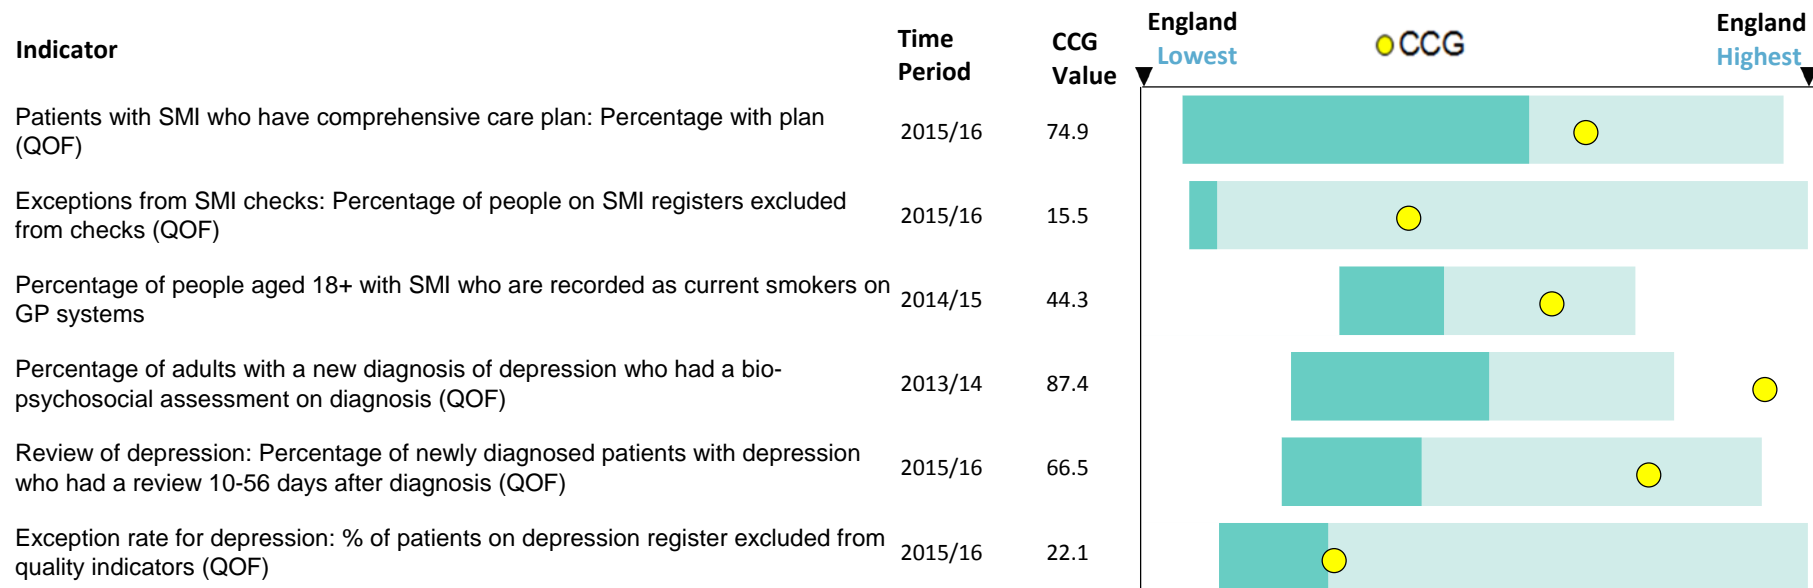 Indicator
Time Period
CCG Value
England Lowest
CCG
England Highest
Patients with SMI who have comprehensive care plan: Percentage with plan
(QOF)
2015/16
74.9
Exceptions from SMI checks: Percentage of people on SMI registers excluded
from checks (QOF)
2015/16
15.5
Percentage of people aged 18+ with SMI who are recorded as current smokers on
GP systems
2014/15
44.3
Percentage of adults with a new diagnosis of depression who had a bio-
psychosocial assessment on diagnosis (QOF)
2013/14
87.4
Review of depression: Percentage of newly diagnosed patients with depression
who had a review 10-56 days after diagnosis (QOF)
2015/16
66.5
Exception rate for depression: % of patients on depression register excluded from
quality indicators (QOF)
2015/16
22.1